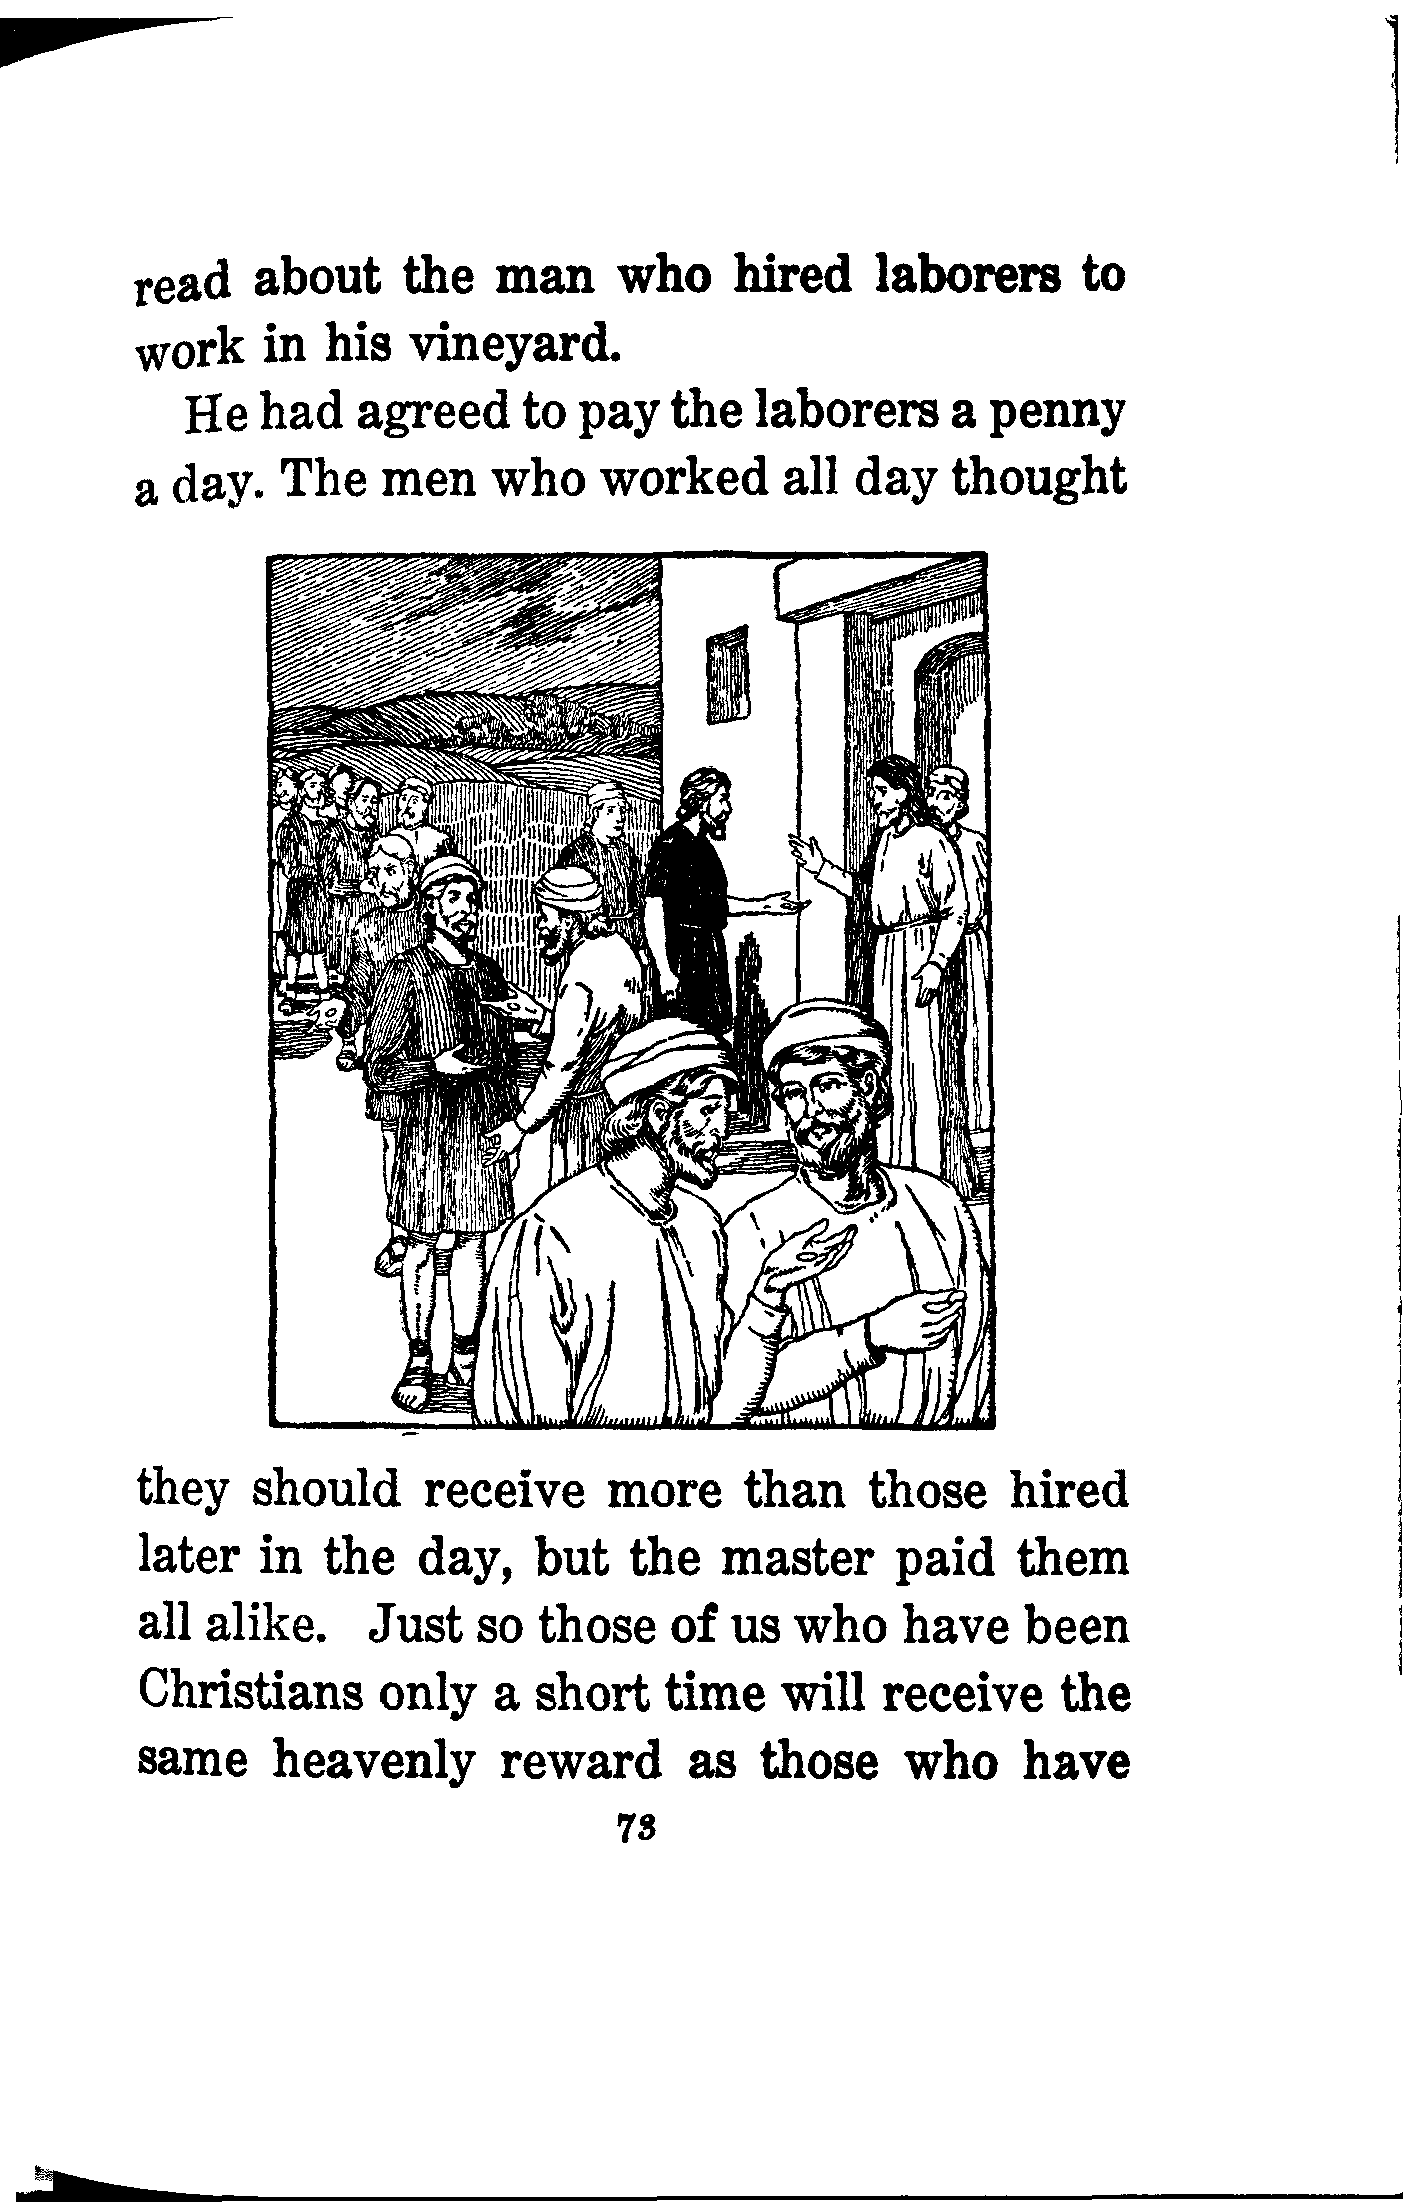 read about the man who hired laborers to
work in his vineyard.
He had agreed to pay the laborers a penny
a day. The men who worked all day thought
they should receive more than those hired
later in the day, but the master paid them
all alike. Just so those of us who have been
Christians only a short time will receive the
same heavenly reward as those who have
73